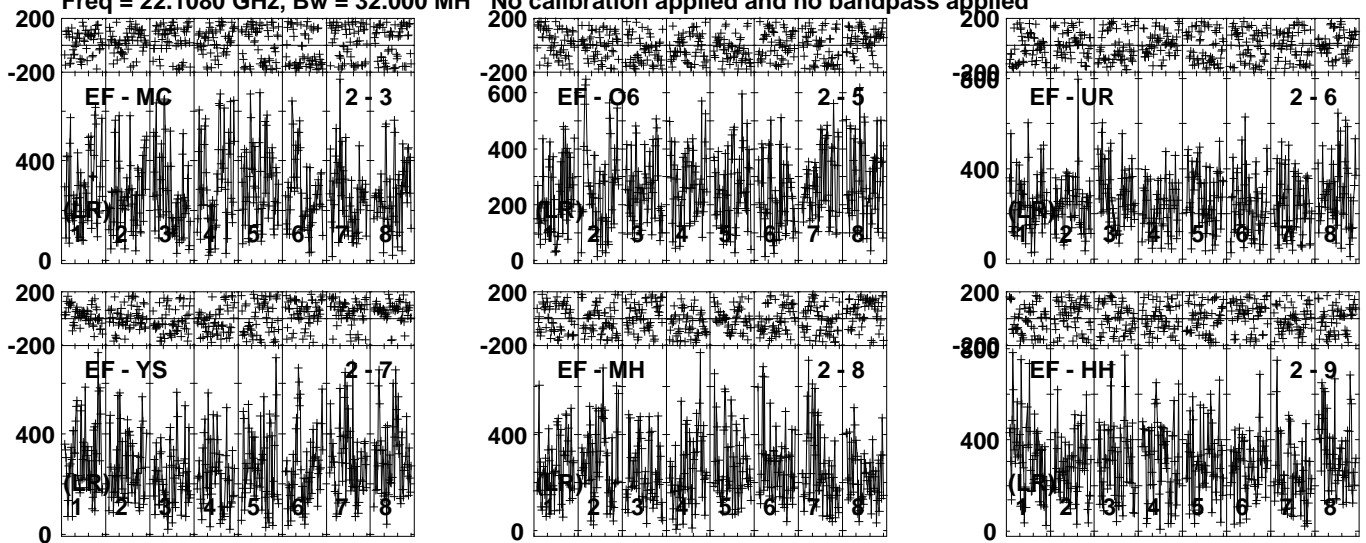 Freq = 22.1080 GHz, Bw = 32.000 MH No calibration applied and no bandpass applied
200 200 200
-200 -200 -200
EF - MC 2 - 3 600 EF - O6 2 - 5 EF - UR 2 - 6
400 400 400
200
(LR) (LR) (LR)
1 2 3 4 5 6 7 8 1 2 3 4 5 6 7 8 1 2 3 4 5 6 7 8
0 0 0
200 200 200
-200 -200 -200
800
EF - YS 2 - 7 EF - MH 2 - 8 EF - HH 2 - 9
400 400 400
(LR) (LR) (LR)
1 2 3 4 5 6 7 8 1 2 3 4 5 6 7 8 1 2 3 4 5 6 7 8
0 0 0